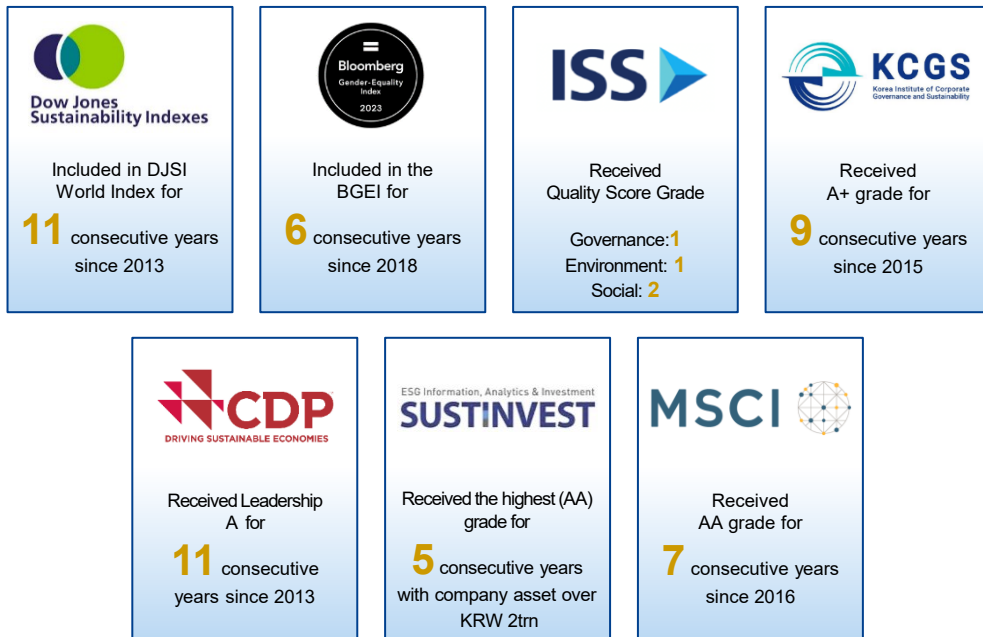 Dow Jones
Sustainability Indexes
Included in DJSI
World Index for
11 consecutive years
since 2013
Bloomberg
Gender-Equality
Index
2023
Included in the
BGEI for
6 consecutive years
since 2018
ISS
Received
Quality Score Grade
Governance:1
Environment: 1
Social: 2
KCGS
Korea Institute of Corporate
Governance and Sustainability
Received
A+ grade for
9 consecutive years
since 2015
CDP
DRIVING SUSTAINABLE ECONOMIES
Received Leadership
A for
11 consecutive
years since 2013
ESG Information, Analytics & Investment
SUSTINVEST
Received the highest (AA)
grade for
5 consecutive years
with company asset over
KRW 2trn
MSCI
Received
AA grade for
7 consecutive years
since 2016